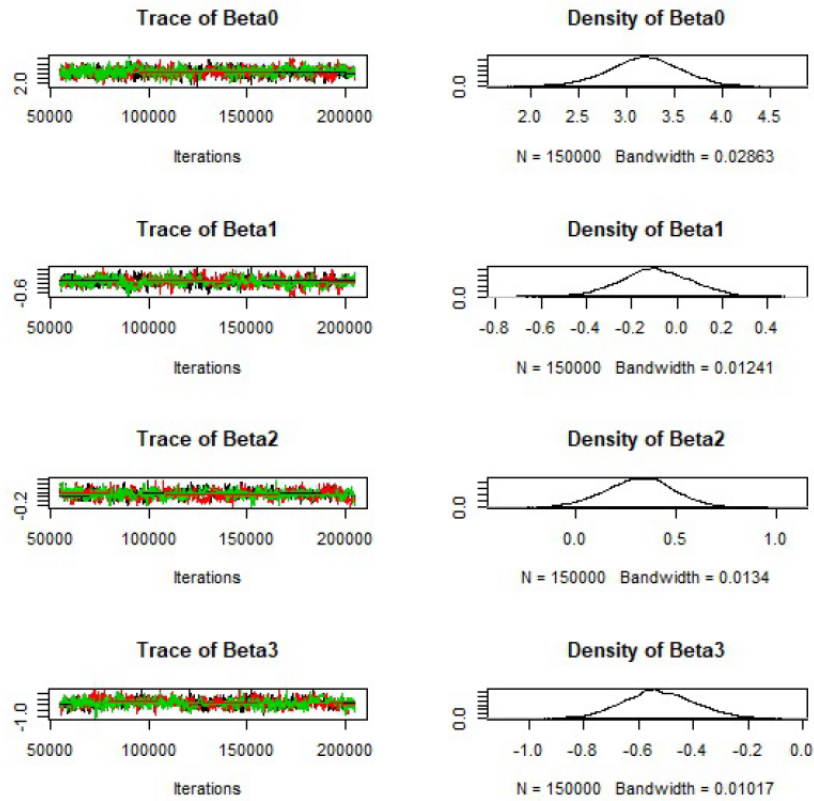 Trace of Beta0
2.0
50000 100000 150000 200000
Iterations
Density of Beta0
0.0
2.0 2.5 3.0 3.5 4.0 4.5
N = 150000 Bandwidth = 0.02863
Trace of Beta1
-0.6
50000 100000 150000 200000
Iterations
Density of Beta1
0.0
-0.8 -0.6 -0.4 -0.2 0.0 0.2 0.4
N = 150000 Bandwidth = 0.01241
Trace of Beta2
-0.2
50000 100000 150000 200000
Iterations
Density of Beta2
0.0
0.0 0.5 1.0
N = 150000 Bandwidth = 0.0134
Trace of Beta3
-1.0
50000 100000 150000 200000
Iterations
Density of Beta3
0.0
-1.0 -0.8 -0.6 -0.4 -0.2 0.0
N = 150000 Bandwidth = 0.01017